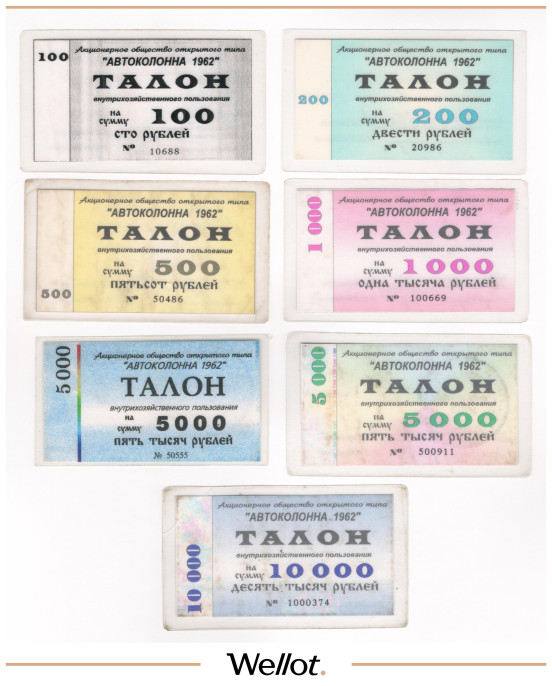 100
Акционерное общество открытого типа
"АВТОКОЛОННА 1962"
ТАЛОН
внутрихозяйственного пользования
на сумму 100
сто рублей
№ 10688
200
Акционерное общество открытого типа
"АВТОКОЛОННА 1962"
ТАЛОН
внутрихозяйственного пользования
на сумму 200
двести рублей
№ 20986
500
Акционерное общество открытого типа
"АВТОКОЛОННА 1962"
ТАЛОН
внутрихозяйственного пользования
на сумму 500
пятьсот рублей
№ 50486
1 000
Акционерное общество открытого типа
"АВТОКОЛОННА 1962"
ТАЛОН
внутрихозяйственного пользования
на сумму 1 000
одна тысяча рублей
№ 100669
5 000
Акционерное общество открытого типа
"АВТОКОЛОННА 1962"
ТАЛОН
внутрихозяйственного пользования
на сумму 5000
пять тысяч рублей
№ 50555
5 000
Акционерное общество открытого типа
"АВТОКОЛОННА 1962"
ТАЛОН
внутрихозяйственного пользования
на сумму 5 000
пять тысяч рублей
№ 500911
10 000
Акционерное общество открытого типа
"АВТОКОЛОННА 1962"
ТАЛОН
внутрихозяйственного пользования
на сумму 10 000
десять тысяч рублей
№ 1000374
Wellot.